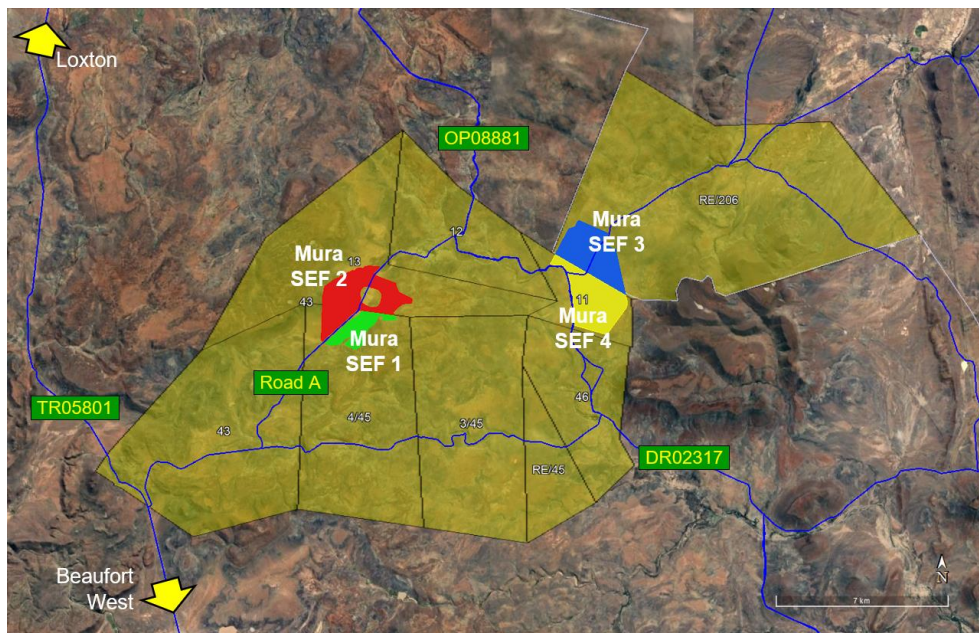 Loxton
OP08881
RE/206
12
Mura
SEF 3
Mura
SEF 2
13
43
11
Mura
SEF 4
Mura
SEF 1
Road A
TR05801
46
4/45
3/45
43
DR02317
RE/45
Beaufort
West
N
7 km